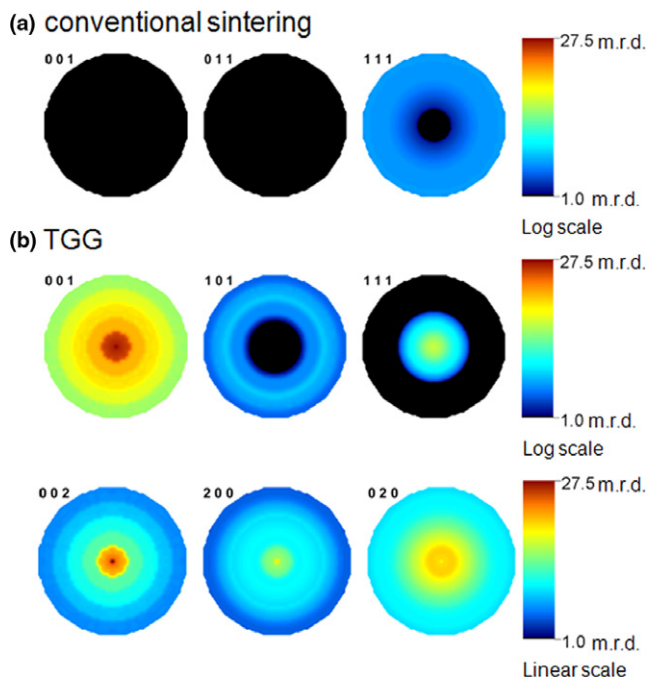 (a) conventional sintering
0 0 1
0 1 1
1 1 1
27.5 m.r.d.
1.0 m.r.d.
Log scale
(b) TGG
0 0 1
1 0 1
1 1 1
27.5 m.r.d.
1.0 m.r.d.
Log scale
0 0 2
2 0 0
0 2 0
27.5 m.r.d.
1.0 m.r.d.
Linear scale